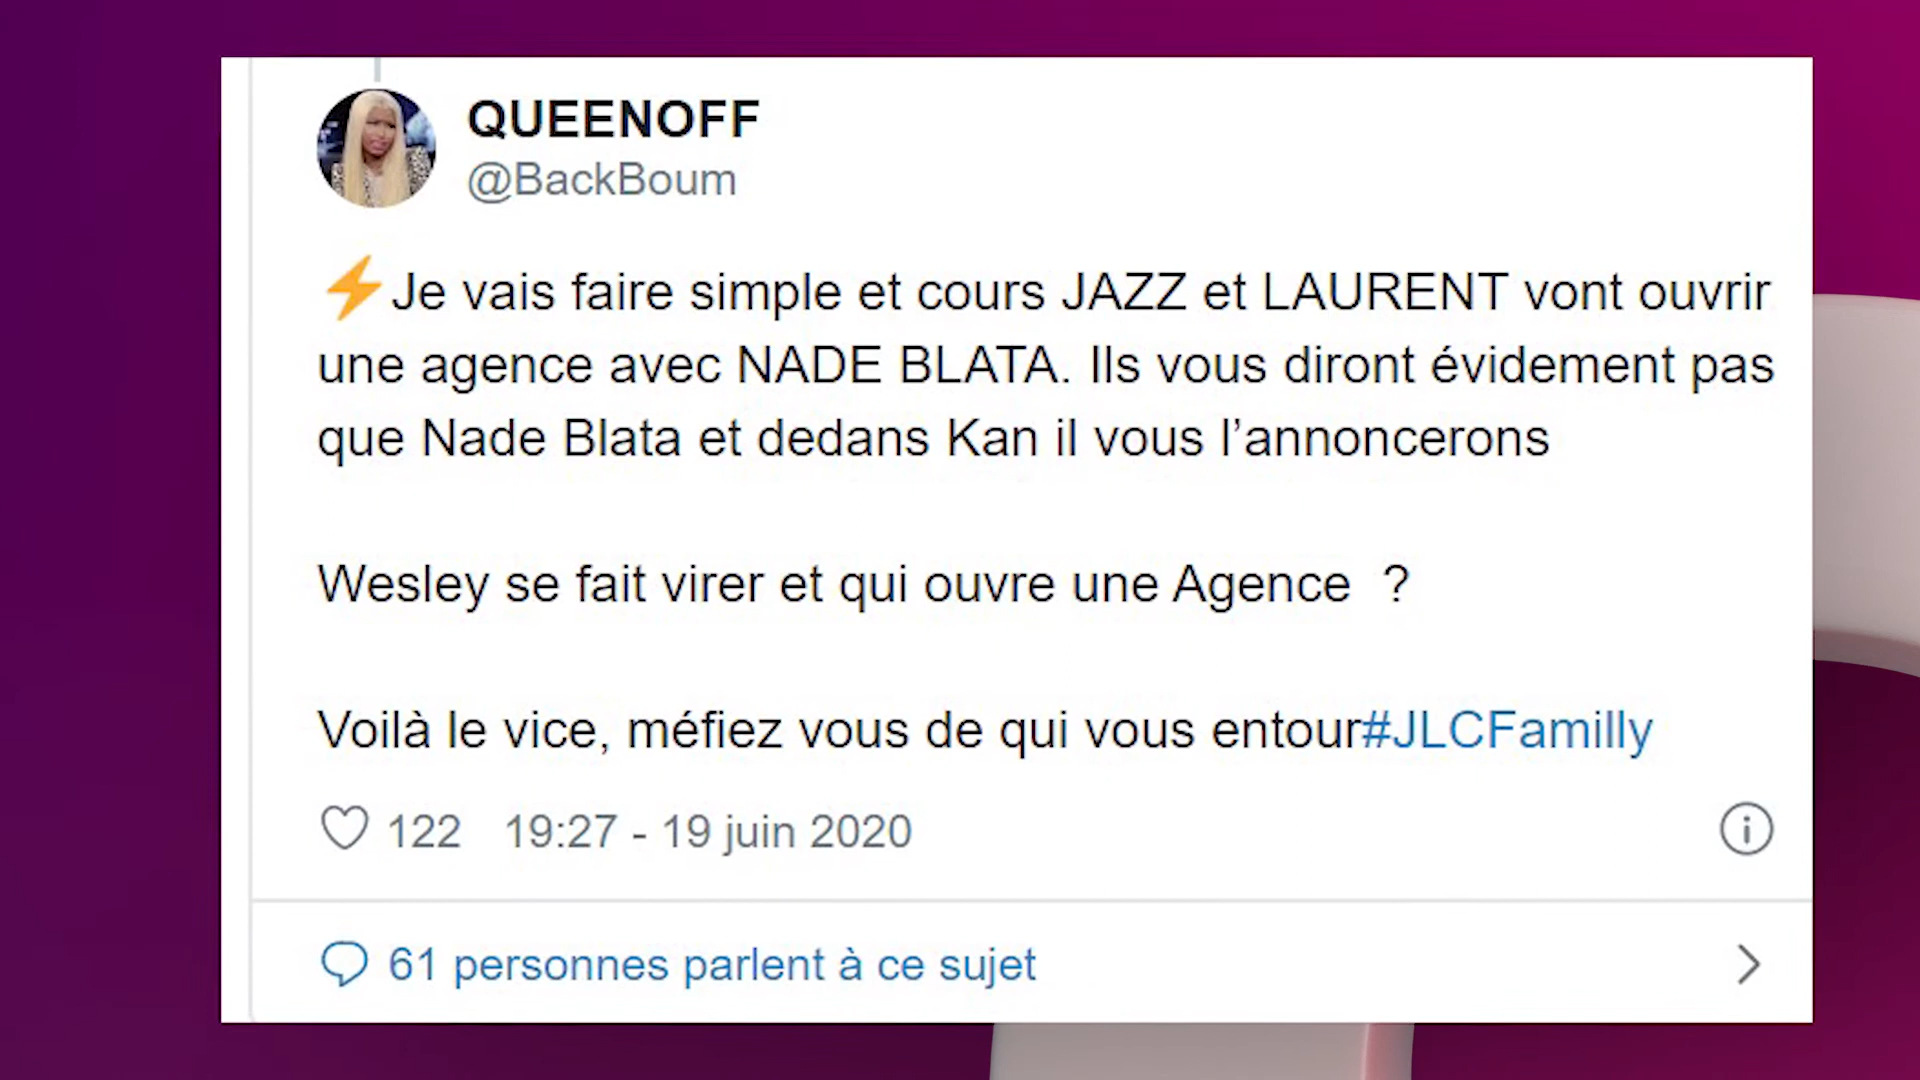 QUEENOFF
@BackBoum
⚡Je vais faire simple et cours JAZZ et LAURENT vont ouvrir
une agence avec NADE BLATA. Ils vous diront évidement pas
que Nade Blata et dedans Kan il vous l’annoncerons
Wesley se fait virer et qui ouvre une Agence  ?
Voilà le vice, méfiez vous de qui vous entour#JLCFamilly
122 19:27 - 19 juin 2020
61 personnes parlent à ce sujet